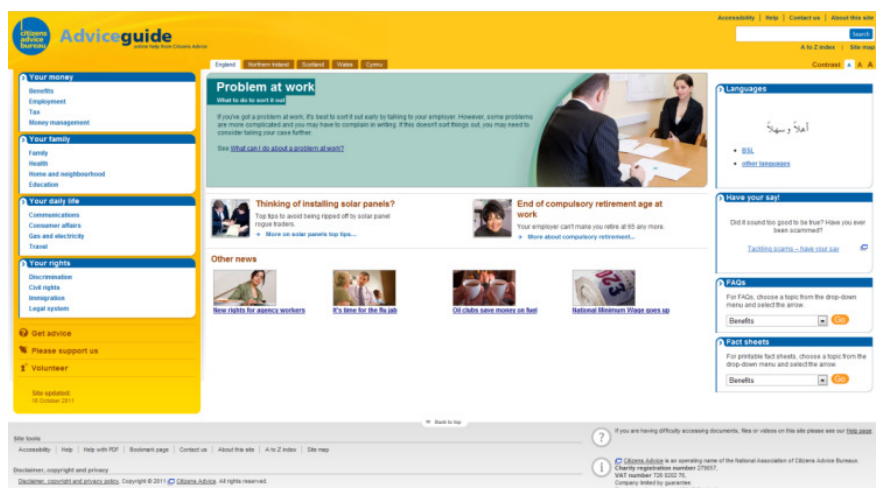 Accessibility | Help | Contact us | About this site
citizens
advice
bureau
Adviceguide
online help from Citizens Advice
Search
A to Z index | Site map
Contrast A A A
England Northern Ireland Scotland Wales Cymru
Your money
Benefits
Employment
Tax
Money management
Your family
Family
Health
Home and neighbourhood
Education
Your daily life
Communications
Consumer affairs
Gas and electricity
Travel
Your rights
Discrimination
Civil rights
Immigration
Legal system
Get advice
Please support us
Volunteer
Site updated:
Problem at work
What to do to sort it out
If you've got a problem at work, it's best to sort it out early by talking to your employer. However, some problems
are more complicated and you may have to complain in writing. If this doesn't sort things out, you may need to
consider taking your case further.
See What can I do about a problem at work?
Thinking of installing solar panels?
Top tips to avoid being ripped off by solar panel
rogue traders.
More on solar panels top tips...
End of compulsory retirement age at
work
Your employer can't make you retire at 65 any more.
More about compulsory retirement...
Other news
New rights for agency workers
It's time for the flu jab
Oil clubs save money on fuel
National Minimum Wage goes up
Languages
أهلاً وسهلاً
BSL
other languages
Have your say!
Did it sound too good to be true? Have you ever
been scammed?
Tackling scams – have your say
FAQs
For FAQs, choose a topic from the drop-down
menu and select the arrow.
Benefits Go
Fact sheets
For printable fact sheets, choose a topic from the
drop-down menu and select the arrow.
Benefits Go
Back to top
Site tools
Accessibility | Help | Help with PDF | Bookmark page | Contact us | About this site | A to Z index | Site map
Disclaimer, copyright and privacy
Disclaimer, copyright and privacy policy. Copyright © 2011 Citizens Advice. All rights reserved.
If you are having difficulty accessing documents, files or videos on this site please see our Help page.
Citizens Advice is an operating name of the National Association of Citizens Advice Bureaux.
Charity registration number 279057,
VAT number 726 0202 76,
Company limited by guarantee.